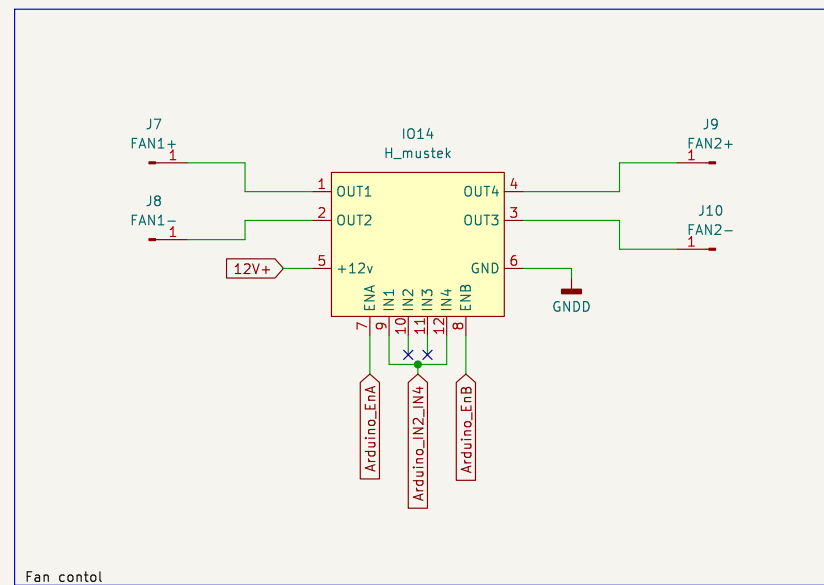 J7
FAN1+
1
J8
FAN1-
1
IO14
H_mustek
J9
FAN2+
1
J10
FAN2-
1
1 OUT1
OUT4 4
2 OUT2
OUT3 3
12V+
5 +12v
GND 6
GNDD
ENA
IN1
IN2
IN3
IN4
ENB
7
9
10
11
12
8
Arduino_EnA
Arduino_IN2_IN4
Arduino_EnB
Fan contol